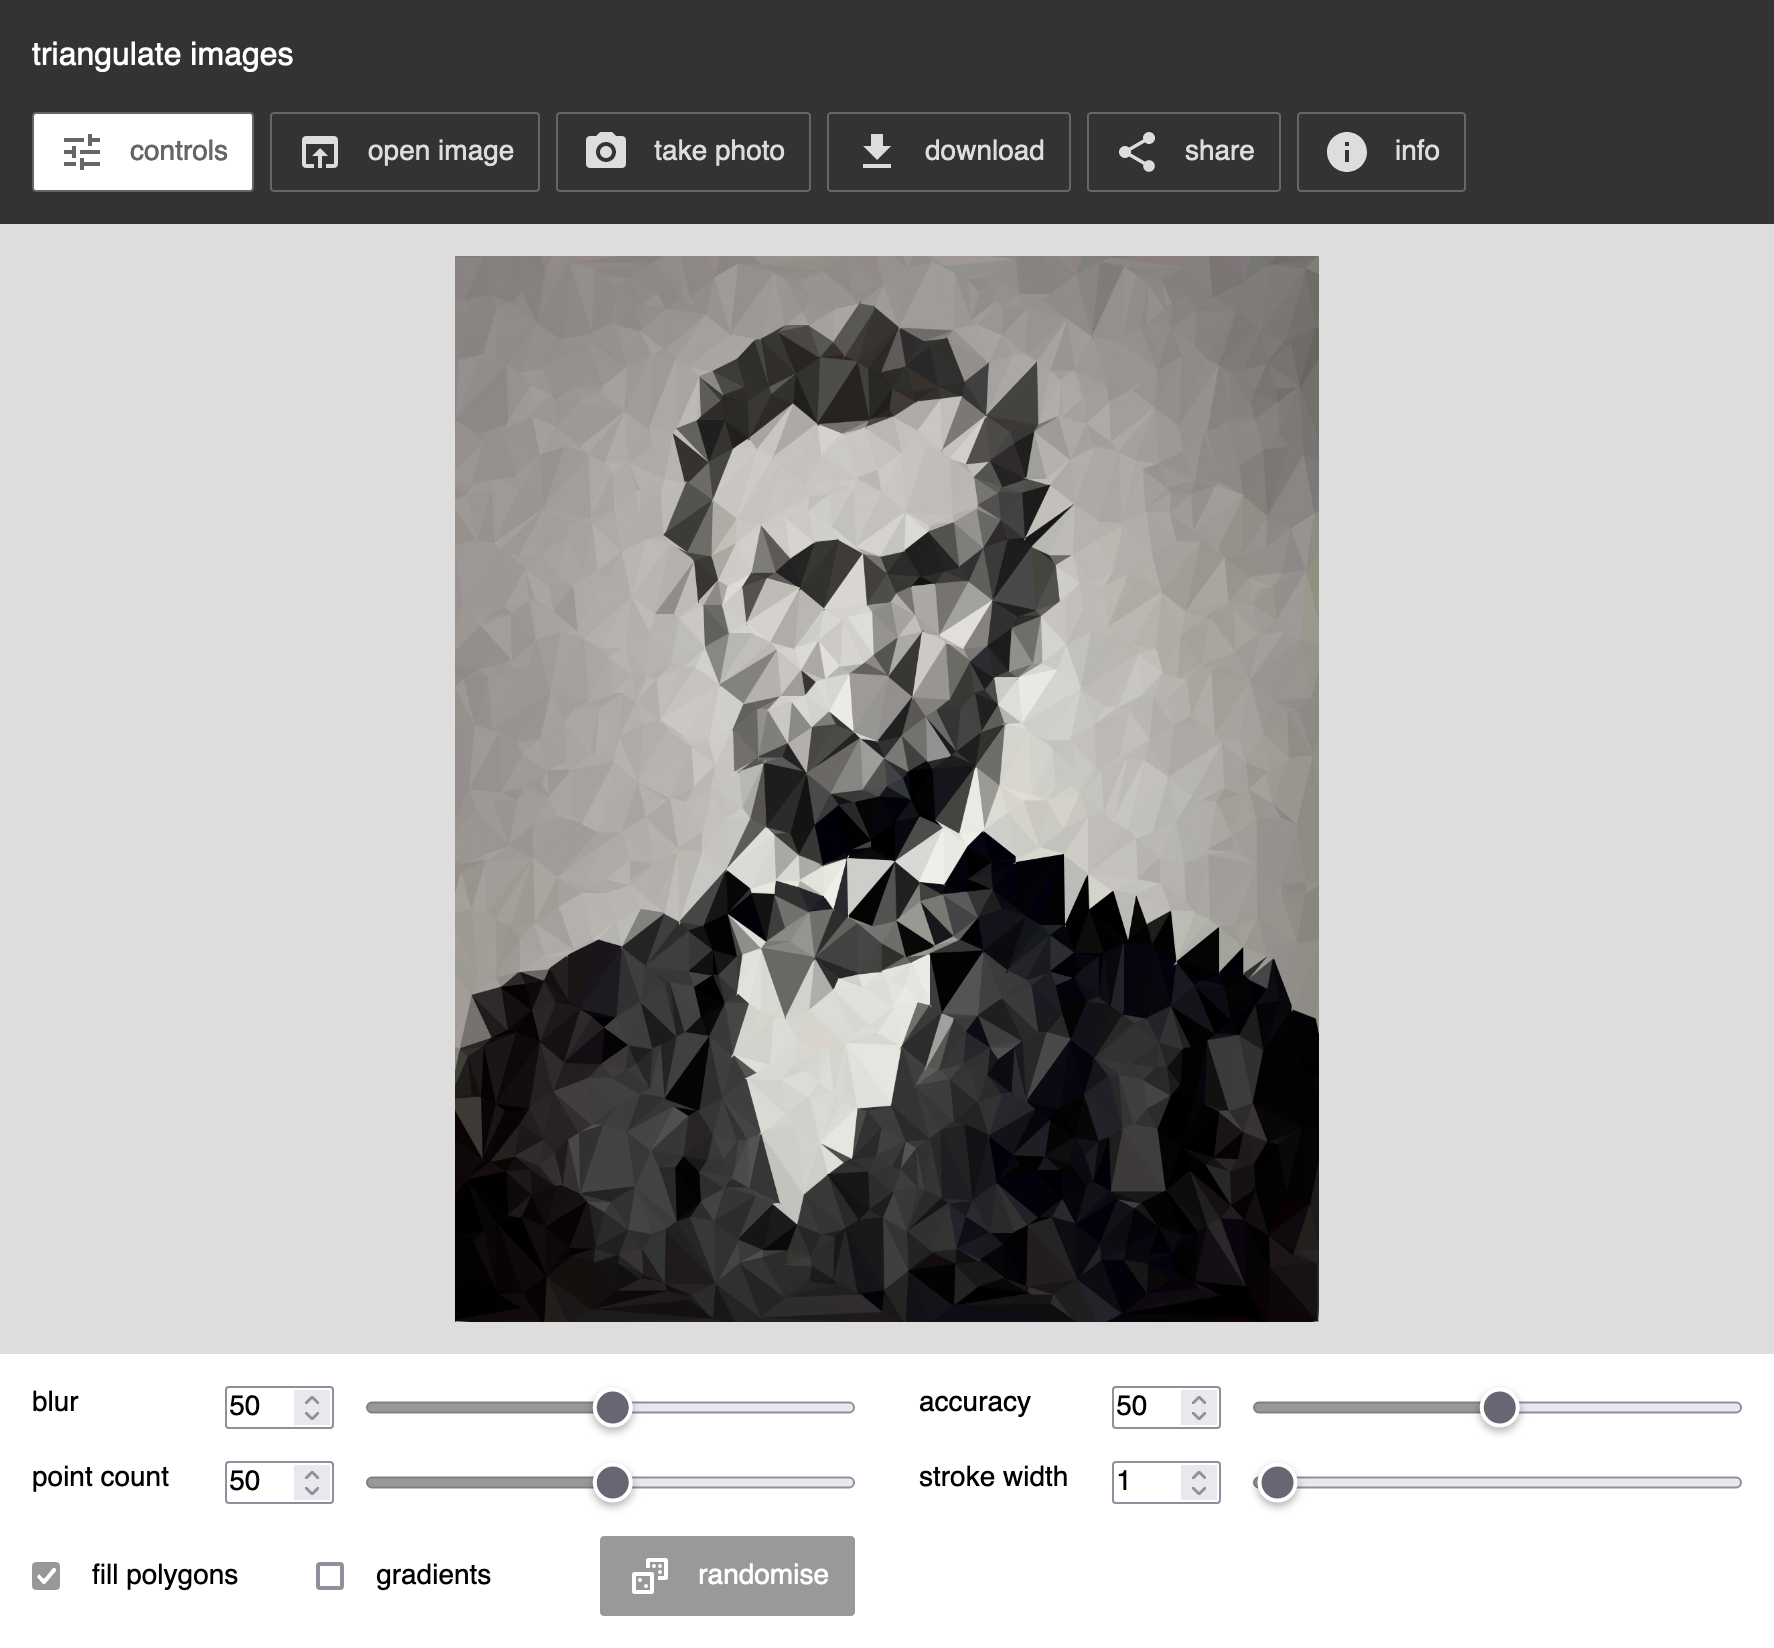 triangulate images
controls open image take photo download share info
blur 50 accuracy 50
point count 50 stroke width 1
fill polygons gradients randomise